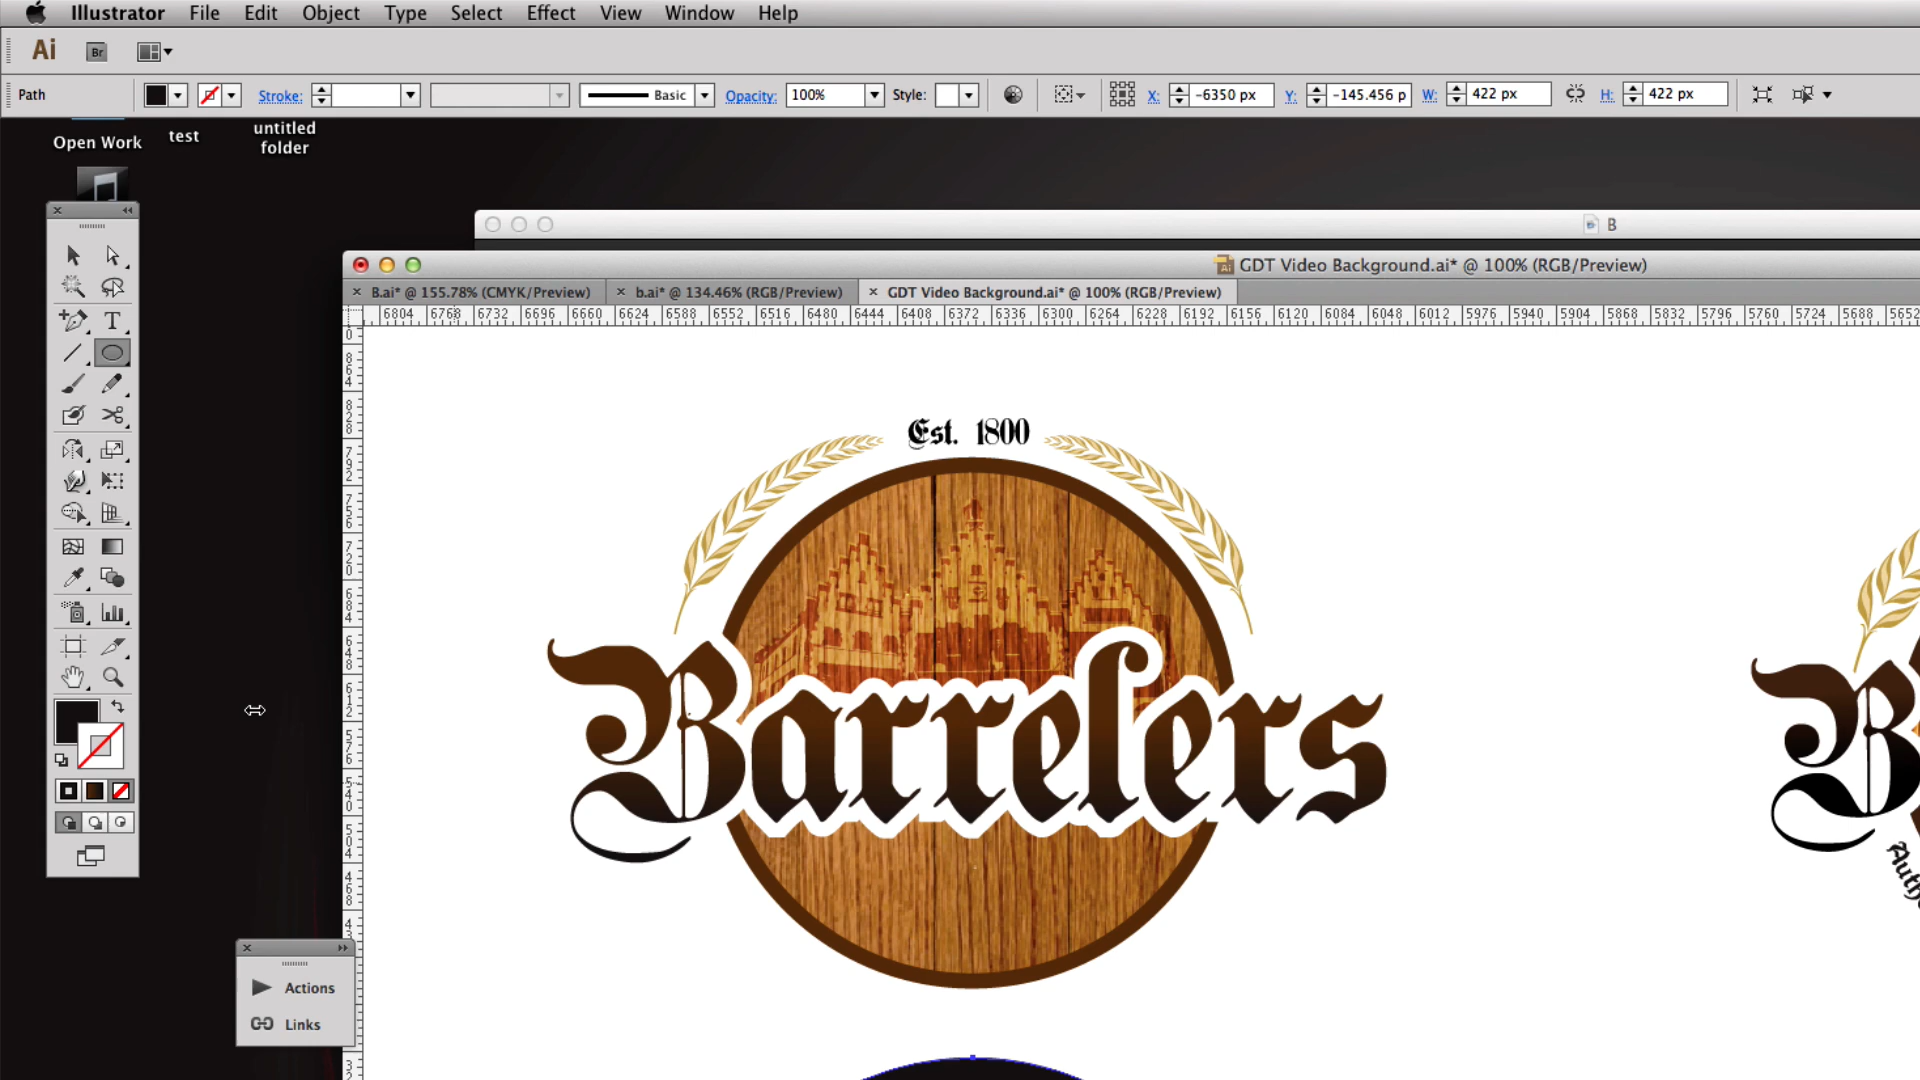 Illustrator File Edit Object Type Select Effect View Window Help
Ai Br
Path Stroke: Basic Opacity: 100% Style: X: -6350 px Y: -145.456 p W: 422 px H: 422 px
Open Work
test
untitled
folder
B
GDT Video Background.ai* @ 100% (RGB/Preview)
B.ai* @ 155.78% (CMYK/Preview) b.ai* @ 134.46% (RGB/Preview) GDT Video Background.ai* @ 100% (RGB/Preview)
6804 6768 6732 6696 6660 6624 6588 6552 6516 6480 6444 6408 6372 6336 6300 6264 6228 6192 6156 6120 6084 6048 6012 5976 5940 5904 5868 5832 5796 5760 5724 5688 5652
Est. 1800
Barrelers
B
Actions
Links